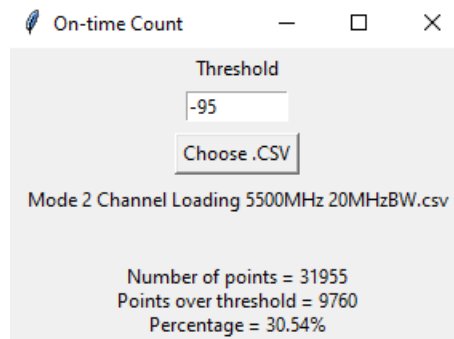 On-time Count
Threshold
-95
Choose .CSV
Mode 2 Channel Loading 5500MHz 20MHzBW.csv
Number of points = 31955
Points over threshold = 9760
Percentage = 30.54%